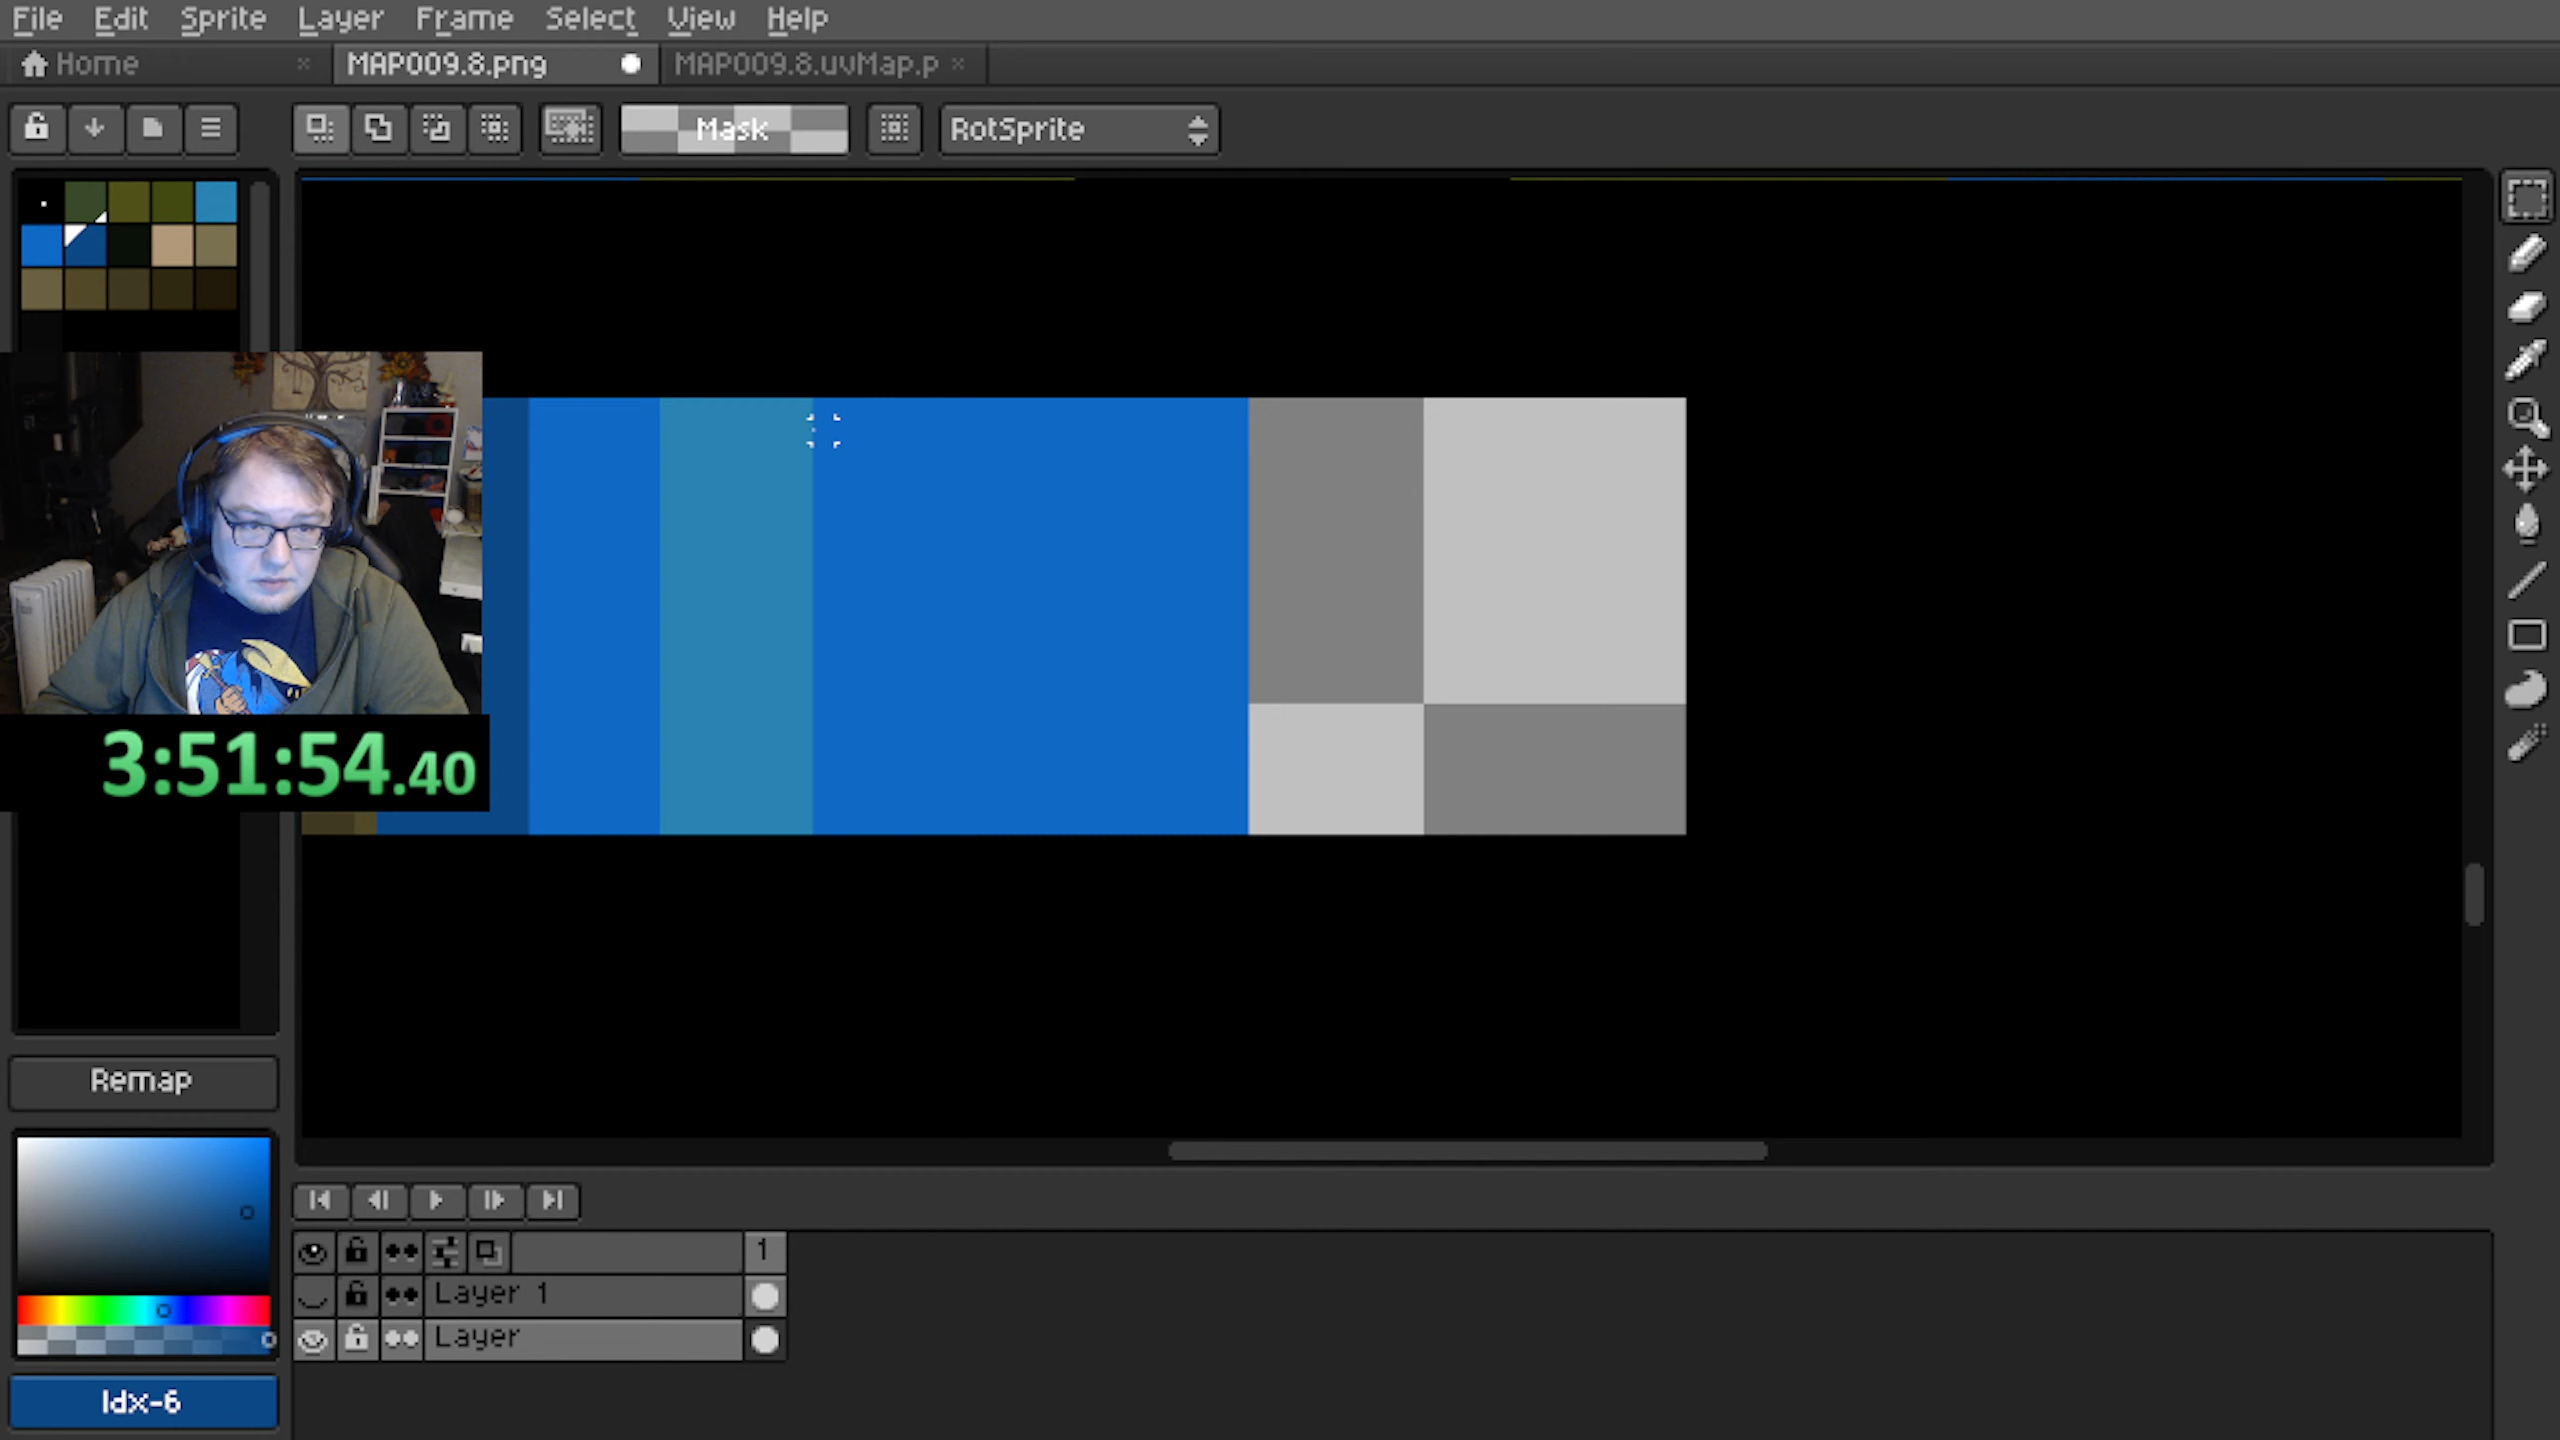 File Edit Sprite Layer Frame Select View Help
Home MAP009.8.png MAP009.8.uvMap.p
Mask RotSprite
3:51:54.40
Remap
1
Layer 1
Layer
Idx-6